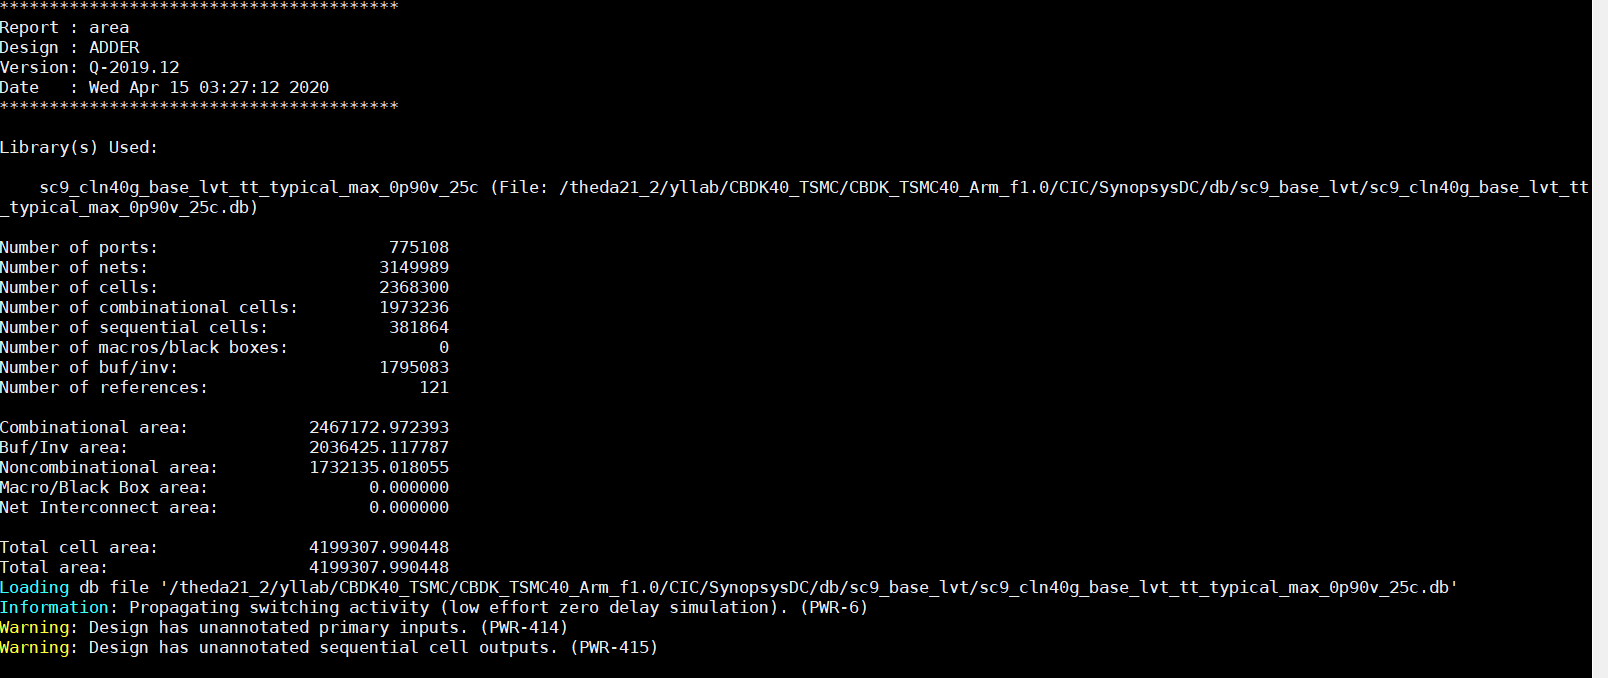 ****************************************
Report : area
Design : ADDER
Version: Q-2019.12
Date   : Wed Apr 15 03:27:12 2020
****************************************
Library(s) Used:
sc9_cln40g_base_lvt_tt_typical_max_0p90v_25c (File: /theda21_2/yllab/CBDK40_TSMC/CBDK_TSMC40_Arm_f1.0/CIC/SynopsysDC/db/sc9_base_lvt/sc9_cln40g_base_lvt_tt
_typical_max_0p90v_25c.db)
Number of ports: 775108
Number of nets: 3149989
Number of cells: 2368300
Number of combinational cells: 1973236
Number of sequential cells: 381864
Number of macros/black boxes: 0
Number of buf/inv: 1795083
Number of references: 121
Combinational area: 2467172.972393
Buf/Inv area: 2036425.117787
Noncombinational area: 1732135.018055
Macro/Black Box area: 0.000000
Net Interconnect area: 0.000000
Total cell area: 4199307.990448
Total area: 4199307.990448
Loading db file '/theda21_2/yllab/CBDK40_TSMC/CBDK_TSMC40_Arm_f1.0/CIC/SynopsysDC/db/sc9_base_lvt/sc9_cln40g_base_lvt_tt_typical_max_0p90v_25c.db'
Information: Propagating switching activity (low effort zero delay simulation). (PWR-6)
Warning: Design has unannotated primary inputs. (PWR-414)
Warning: Design has unannotated sequential cell outputs. (PWR-415)